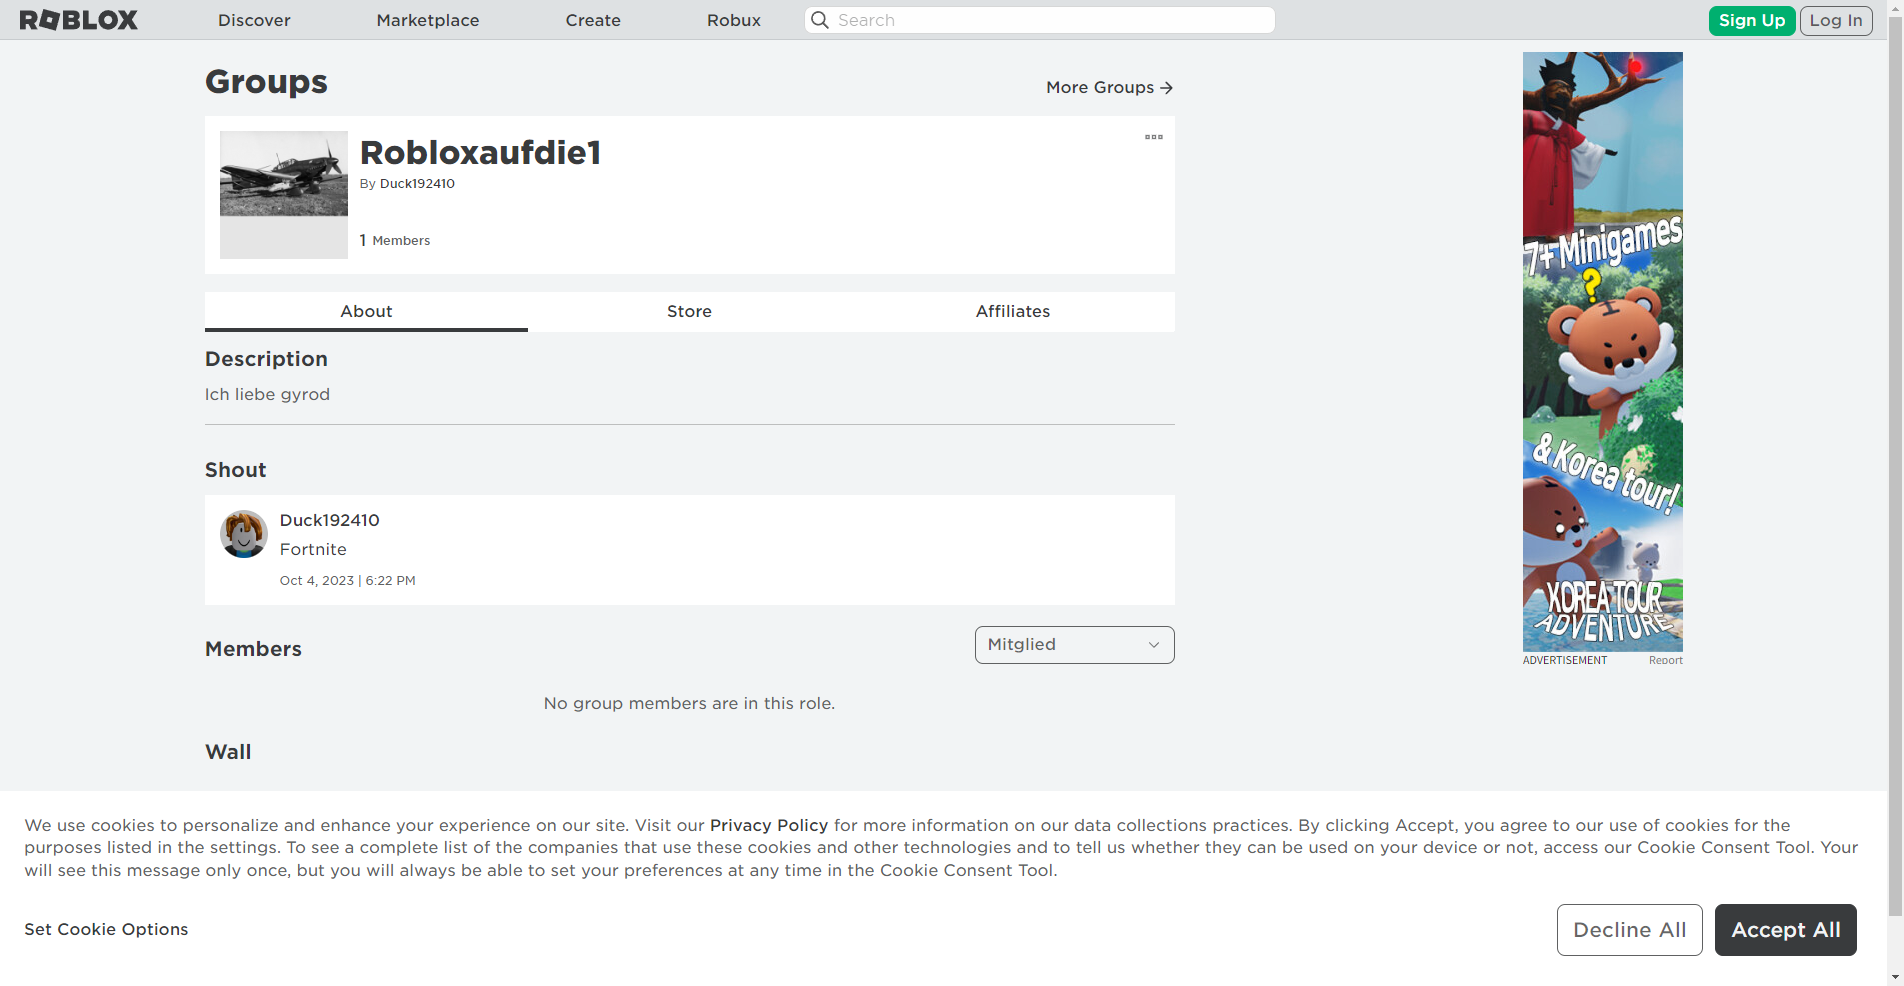 ROBLOX Discover Marketplace Create Robux Search Sign Up Log In
Groups
More Groups
Robloxaufdie1
By Duck192410
1 Members
About Store Affiliates
Description
Ich liebe gyrod
Shout
Duck192410
Fortnite
Oct 4, 2023 | 6:22 PM
Members
Mitglied
No group members are in this role.
Wall
7+ Minigames
?
& Korea tour!
KOREA TOUR
ADVENTURE
ADVERTISEMENT Report
We use cookies to personalize and enhance your experience on our site. Visit our Privacy Policy for more information on our data collections practices. By clicking Accept, you agree to our use of cookies for the
purposes listed in the settings. To see a complete list of the companies that use these cookies and other technologies and to tell us whether they can be used on your device or not, access our Cookie Consent Tool. Your
will see this message only once, but you will always be able to set your preferences at any time in the Cookie Consent Tool.
Set Cookie Options
Decline All
Accept All